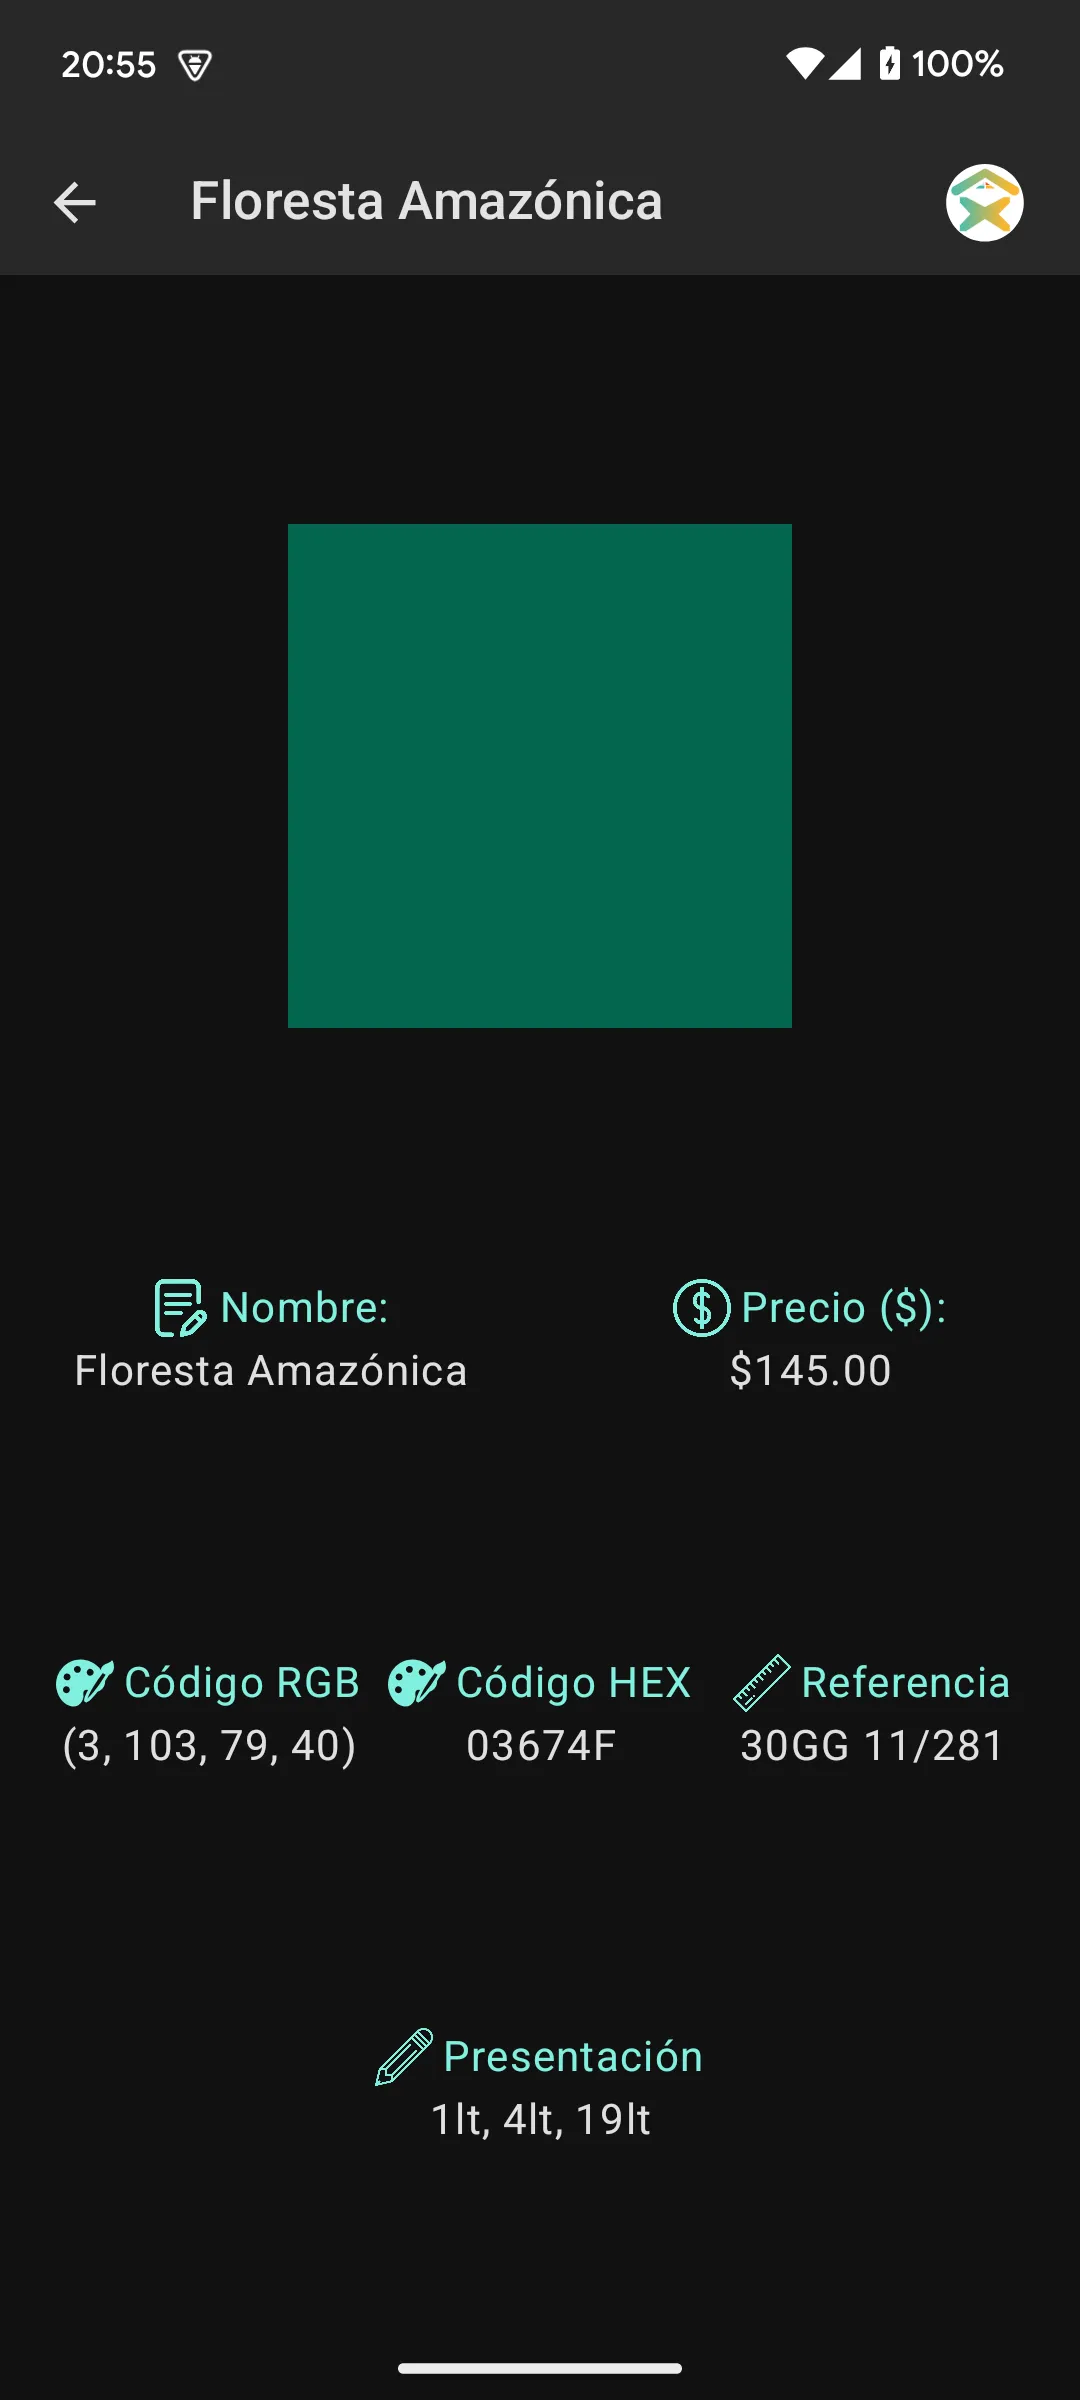 20:55 100%
Floresta Amazónica
Nombre: Precio ($):
Floresta Amazónica $145.00
Código RGB Código HEX Referencia
(3, 103, 79, 40) 03674F 30GG 11/281
Presentación
1lt, 4lt, 19lt